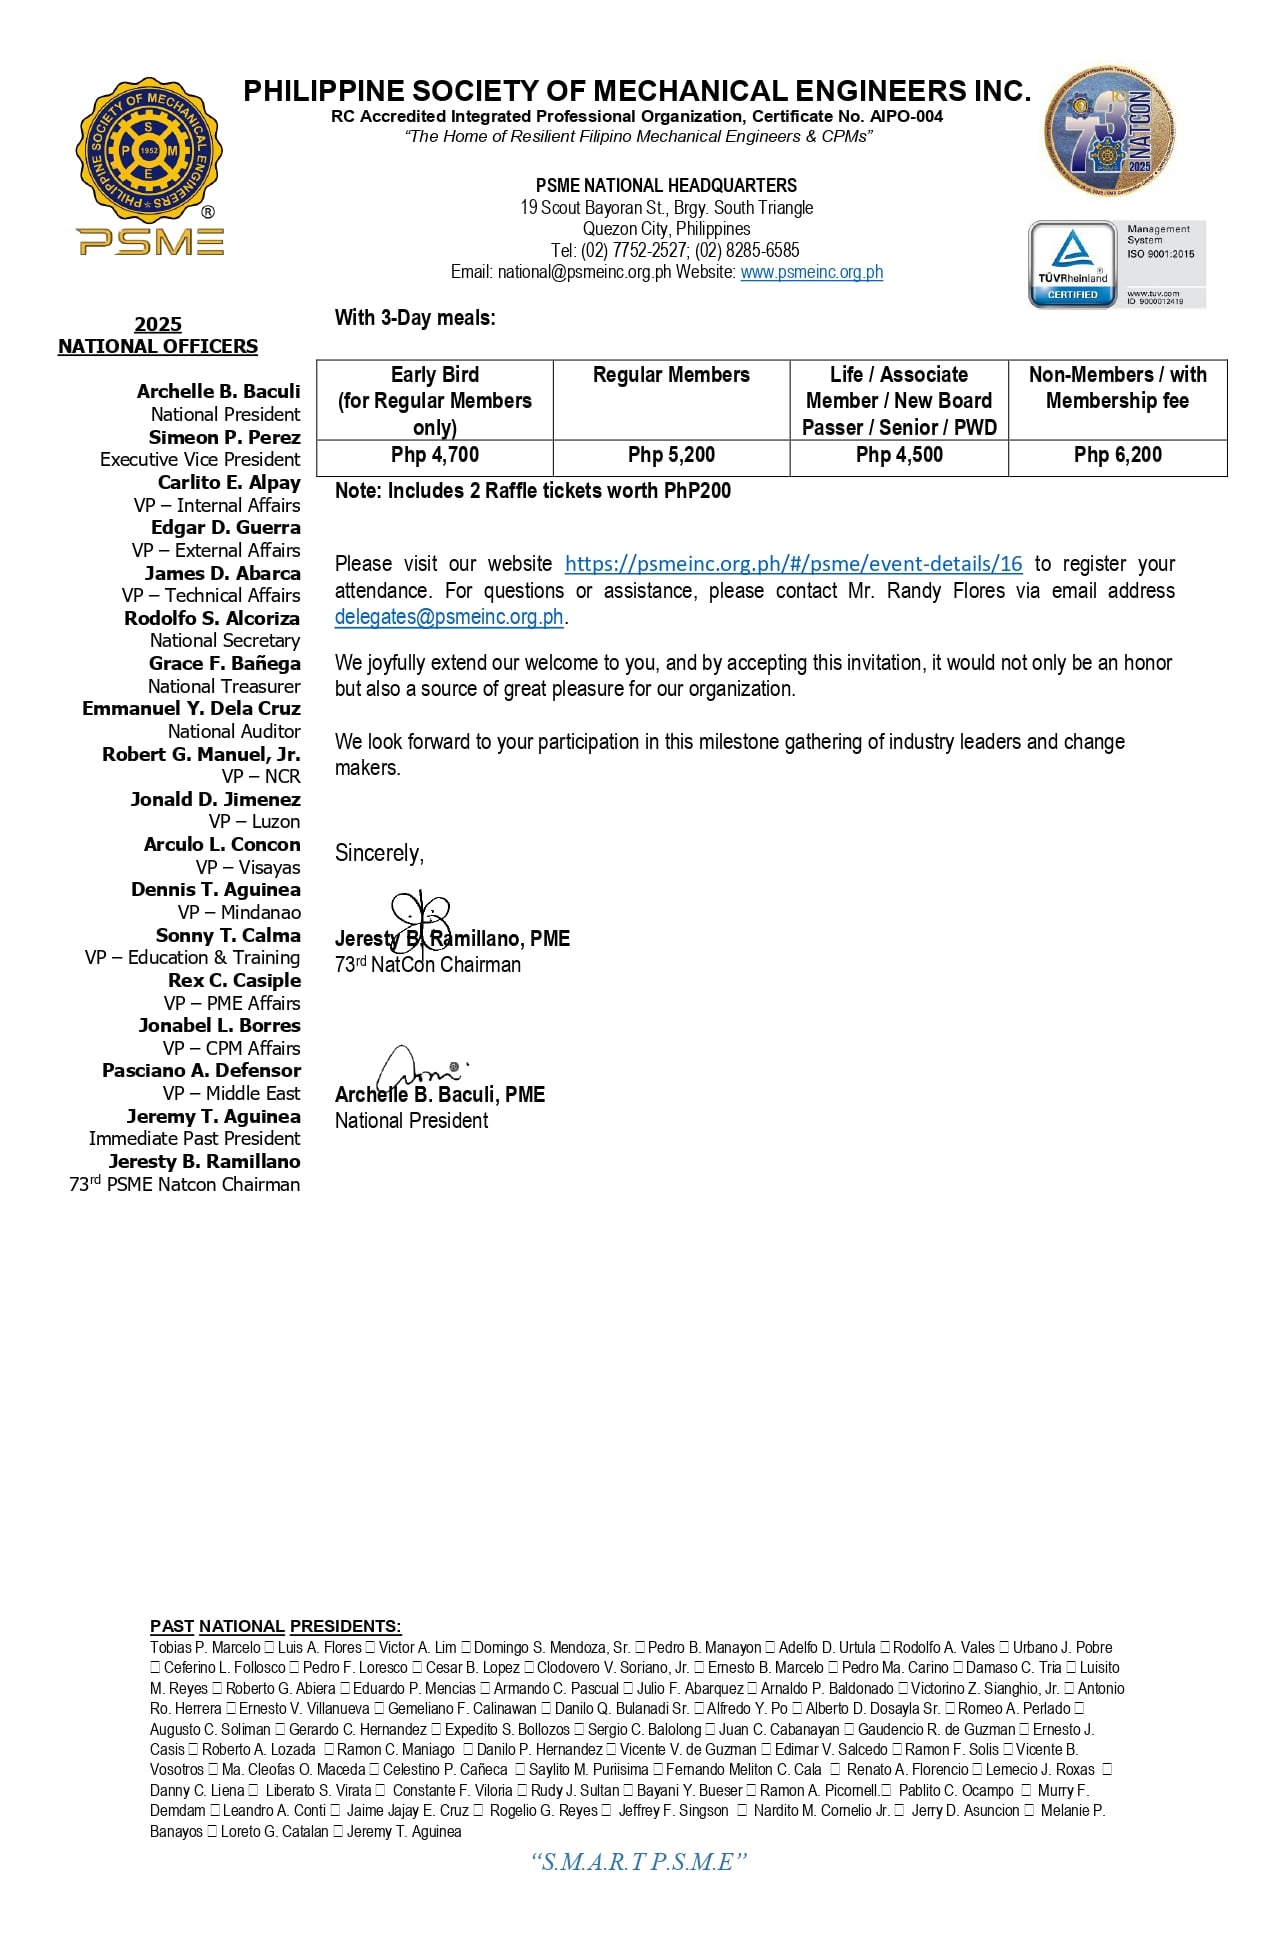 PHILIPPINE SOCIETY OF MECHANICAL ENGINEERS INC.
RC Accredited Integrated Professional Organization, Certificate No. AIPO-004
“The Home of Resilient Filipino Mechanical Engineers & CPMs”
PHILIPPINE SOCIETY OF MECHANICAL ENGINEERS
S
P 1952 M
E
®
PSME
73RD NATCON
PSME 2025
PSME NATIONAL HEADQUARTERS
19 Scout Bayoran St., Brgy. South Triangle
Quezon City, Philippines
Tel: (02) 7752-2527; (02) 8285-6585
Email: national@psmeinc.org.ph Website: www.psmeinc.org.ph
TÜVRheinland®
CERTIFIED
Management
System
ISO 9001:2015
www.tuv.com
ID 9000012419
2025
NATIONAL OFFICERS
Archelle B. Baculi
National President
Simeon P. Perez
Executive Vice President
Carlito E. Alpay
VP – Internal Affairs
Edgar D. Guerra
VP – External Affairs
James D. Abarca
VP – Technical Affairs
Rodolfo S. Alcoriza
National Secretary
Grace F. Bañega
National Treasurer
Emmanuel Y. Dela Cruz
National Auditor
Robert G. Manuel, Jr.
VP – NCR
Jonald D. Jimenez
VP – Luzon
Arculo L. Concon
VP – Visayas
Dennis T. Aguinea
VP – Mindanao
Sonny T. Calma
VP – Education & Training
Rex C. Casiple
VP – PME Affairs
Jonabel L. Borres
VP – CPM Affairs
Pasciano A. Defensor
VP – Middle East
Jeremy T. Aguinea
Immediate Past President
Jeresty B. Ramillano
73rd PSME Natcon Chairman
With 3-Day meals:
Early Bird
(for Regular Members
only)
Regular Members
Life / Associate
Member / New Board
Passer / Senior / PWD
Non-Members / with
Membership fee
Php 4,700
Php 5,200
Php 4,500
Php 6,200
Note: Includes 2 Raffle tickets worth PhP200
Please visit our website https://psmeinc.org.ph/#/psme/event-details/16 to register your
attendance. For questions or assistance, please contact Mr. Randy Flores via email address
delegates@psmeinc.org.ph.
We joyfully extend our welcome to you, and by accepting this invitation, it would not only be an honor
but also a source of great pleasure for our organization.
We look forward to your participation in this milestone gathering of industry leaders and change
makers.
Sincerely,
Jeresty B. Ramillano, PME
73rd NatCon Chairman
Archelle B. Baculi, PME
National President
PAST NATIONAL PRESIDENTS:
Tobias P. Marcelo □ Luis A. Flores □ Victor A. Lim □ Domingo S. Mendoza, Sr. □ Pedro B. Manayon □ Adelfo D. Urtula □ Rodolfo A. Vales □ Urbano J. Pobre
□ Ceferino L. Follosco □ Pedro F. Loresco □ Cesar B. Lopez □ Clodovero V. Soriano, Jr. □ Ernesto B. Marcelo □ Pedro Ma. Carino □ Damaso C. Tria □ Luisito
M. Reyes □ Roberto G. Abiera □ Eduardo P. Mencias □ Armando C. Pascual □ Julio F. Abarquez □ Arnaldo P. Baldonado □ Victorino Z. Sianghio, Jr. □ Antonio
Ro. Herrera □ Ernesto V. Villanueva □ Gemeliano F. Calinawan □ Danilo Q. Bulanadi Sr. □ Alfredo Y. Po □ Alberto D. Dosayla Sr. □ Romeo A. Perlado □
Augusto C. Soliman □ Gerardo C. Hernandez □ Expedito S. Bollozos □ Sergio C. Balolong □ Juan C. Cabanayan □ Gaudencio R. de Guzman □ Ernesto J.
Casis □ Roberto A. Lozada □ Ramon C. Maniago □ Danilo P. Hernandez □ Vicente V. de Guzman □ Edimar V. Salcedo □ Ramon F. Solis □ Vicente B.
Vosotros □ Ma. Cleofas O. Maceda □ Celestino P. Cañeca □ Saylito M. Purisima □ Fernando Meliton C. Cala □ Renato A. Florencio □ Lemecio J. Roxas □
Danny C. Liena □ Liberato S. Virata □ Constante F. Viloria □ Rudy J. Sultan □ Bayani Y. Bueser □ Ramon A. Picornell.□ Pablito C. Ocampo □ Murry F.
Demdam □ Leandro A. Conti □ Jaime Jajay E. Cruz □ Rogelio G. Reyes □ Jeffrey F. Singson □ Nardito M. Cornelio Jr. □ Jerry D. Asuncion □ Melanie P.
Banayos □ Loreto G. Catalan □ Jeremy T. Aguinea
“S.M.A.R.T P.S.M.E”